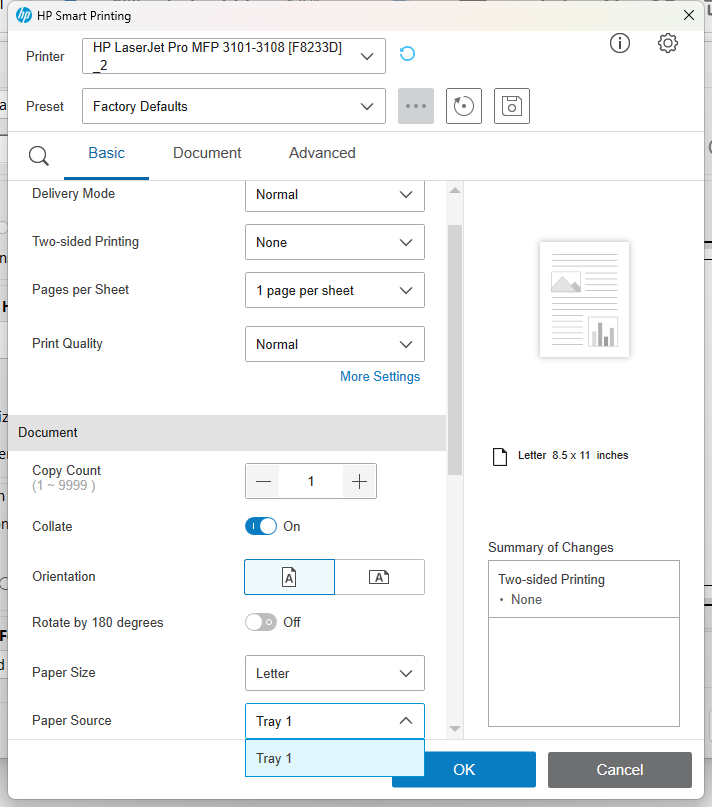 HP Smart Printing
Printer
HP LaserJet Pro MFP 3101-3108 [F8233D]
_2
Preset
Factory Defaults
Basic
Document
Advanced
Delivery Mode
Normal
Two-sided Printing
None
Pages per Sheet
1 page per sheet
Print Quality
Normal
More Settings
Document
Copy Count
(1 ~ 9999 )
1
Collate
On
Orientation
A
A
Rotate by 180 degrees
Off
Paper Size
Letter
Paper Source
Tray 1
Tray 1
Letter 8.5 x 11 inches
Summary of Changes
Two-sided Printing
• None
OK
Cancel